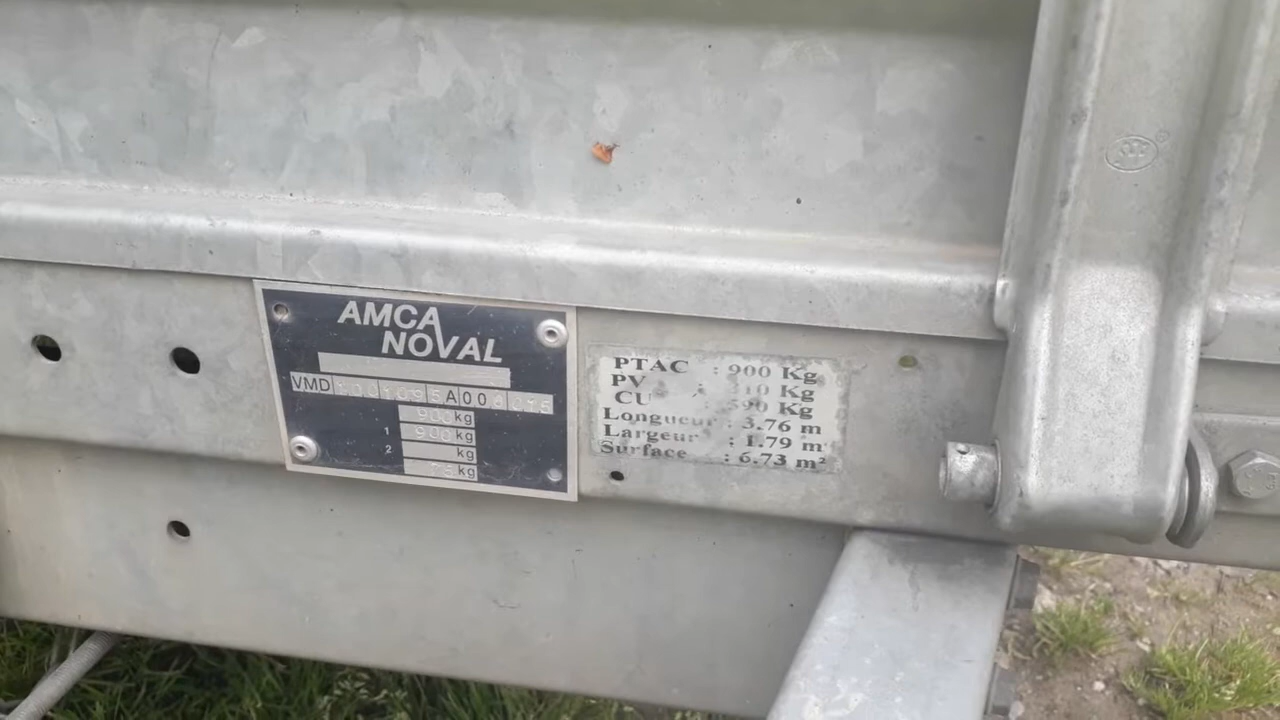 AMCA
NOVAL
VMD
900 kg
1 900 kg
2 kg
75 kg
PTAC : 900 Kg
PV : Kg
CU : 590 Kg
Longueur : 3.76 m
Largeur : 1.79 m
Surface : 6.73 m²